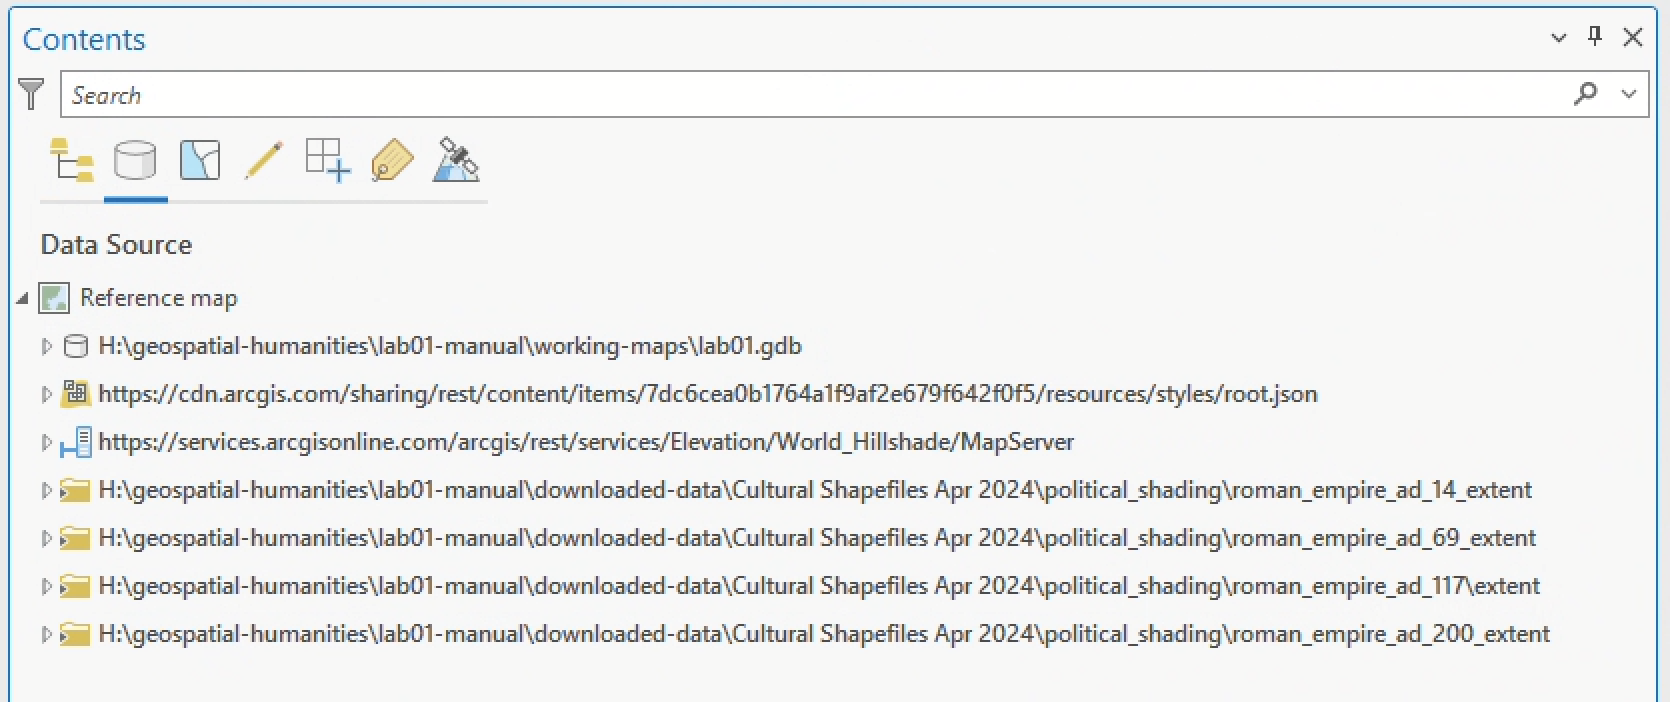 Contents
Search
Data Source
Reference map
H:\geospatial-humanities\lab01-manual\working-maps\lab01.gdb
https://cdn.arcgis.com/sharing/rest/content/items/7dc6cea0b1764a1f9af2e679f642f0f5/resources/styles/root.json
https://services.arcgisonline.com/arcgis/rest/services/Elevation/World_Hillshade/MapServer
H:\geospatial-humanities\lab01-manual\downloaded-data\Cultural Shapefiles Apr 2024\political_shading\roman_empire_ad_14_extent
H:\geospatial-humanities\lab01-manual\downloaded-data\Cultural Shapefiles Apr 2024\political_shading\roman_empire_ad_69_extent
H:\geospatial-humanities\lab01-manual\downloaded-data\Cultural Shapefiles Apr 2024\political_shading\roman_empire_ad_117\extent
H:\geospatial-humanities\lab01-manual\downloaded-data\Cultural Shapefiles Apr 2024\political_shading\roman_empire_ad_200_extent